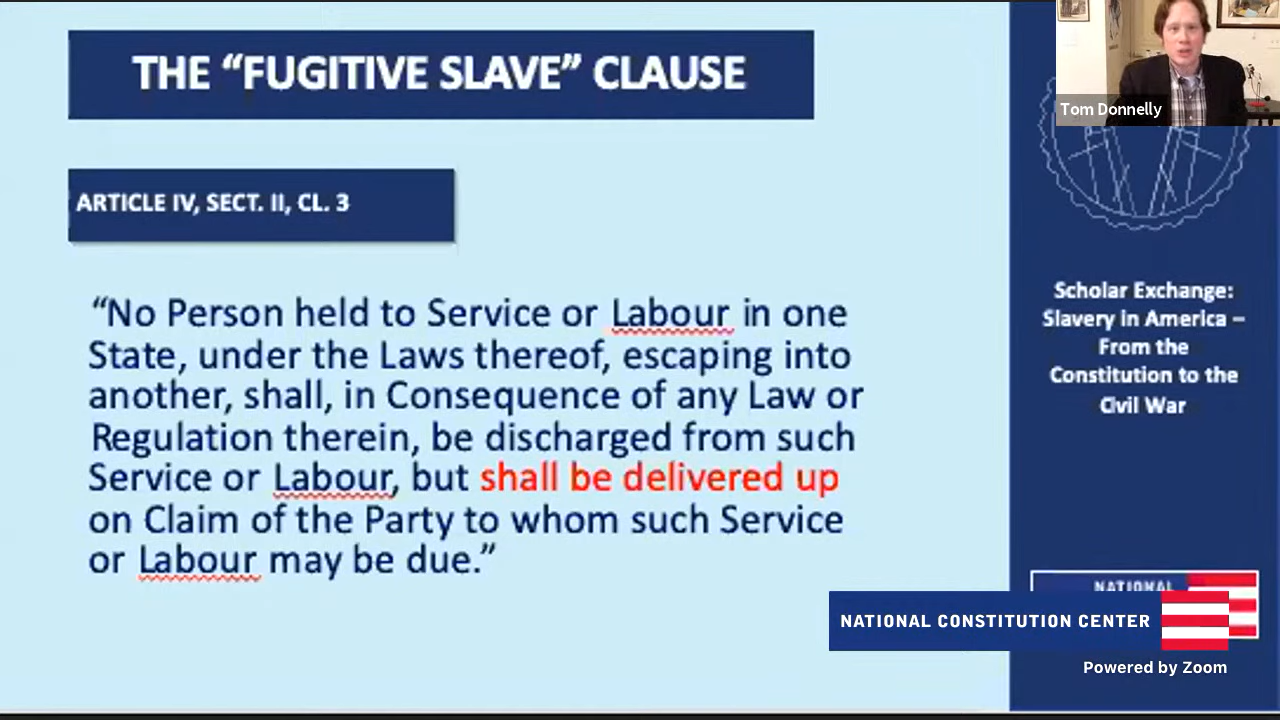 THE “FUGITIVE SLAVE” CLAUSE
ARTICLE IV, SECT. II, CL. 3
“No Person held to Service or Labour in one
State, under the Laws thereof, escaping into
another, shall, in Consequence of any Law or
Regulation therein, be discharged from such
Service or Labour, but shall be delivered up
on Claim of the Party to whom such Service
or Labour may be due.”
Tom Donnelly
Scholar Exchange:
Slavery in America –
From the
Constitution to the
Civil War
NATIONAL
NATIONAL CONSTITUTION CENTER
Powered by Zoom